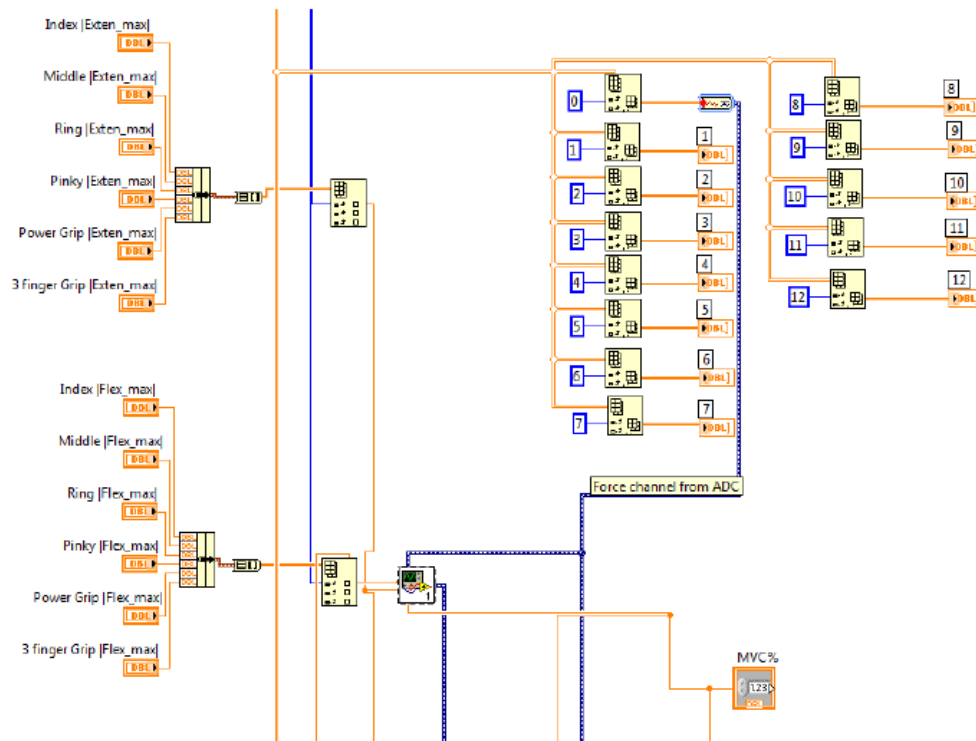 Index |Exten_max|
DBL
Middle |Exten_max|
DBL
Ring |Exten_max|
DBL
Pinky |Exten_max|
DBL
Power Grip |Exten_max|
DBL
3 finger Grip |Exten_max|
DBL
Index |Flex_max|
DBL
Middle |Flex_max|
DBL
Ring |Flex_max|
DBL
Pinky |Flex_max|
DBL
Power Grip |Flex_max|
DBL
3 finger Grip |Flex_max|
DBL
0
1
1
DBL]
2
2
DBL]
3
3
DBL]
4
4
DBL]
5
5
DBL]
6
6
DBL]
7
7
DBL]
8
8
DBL]
9
9
DBL]
10
10
DBL]
11
11
DBL]
12
12
DBL]
Force channel from ADC
1
MVC%
1.23